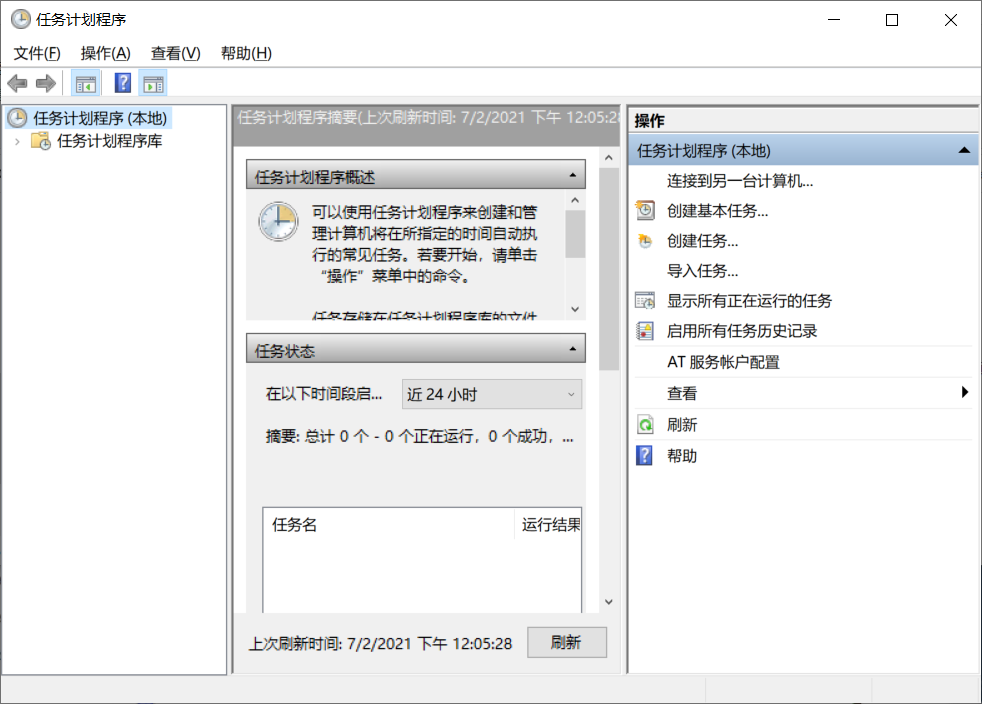 任务计划程序
文件(F) 操作(A) 查看(V) 帮助(H)
任务计划程序 (本地)
任务计划程序库
任务计划程序摘要(上次刷新时间: 7/2/2021 下午 12:05:28
任务计划程序概述
可以使用任务计划程序来创建和管
理计算机将在所指定的时间自动执
行的常见任务。若要开始，请单击
“操作”菜单中的命令。
任务存储在任务计划程序库的文件
任务状态
在以下时间段启... 近 24 小时
摘要: 总计 0 个 - 0 个正在运行，0 个成功，...
任务名 运行结果
上次刷新时间: 7/2/2021 下午 12:05:28 刷新
操作
任务计划程序 (本地)
连接到另一台计算机...
创建基本任务...
创建任务...
导入任务...
显示所有正在运行的任务
启用所有任务历史记录
AT 服务帐户配置
查看
刷新
帮助